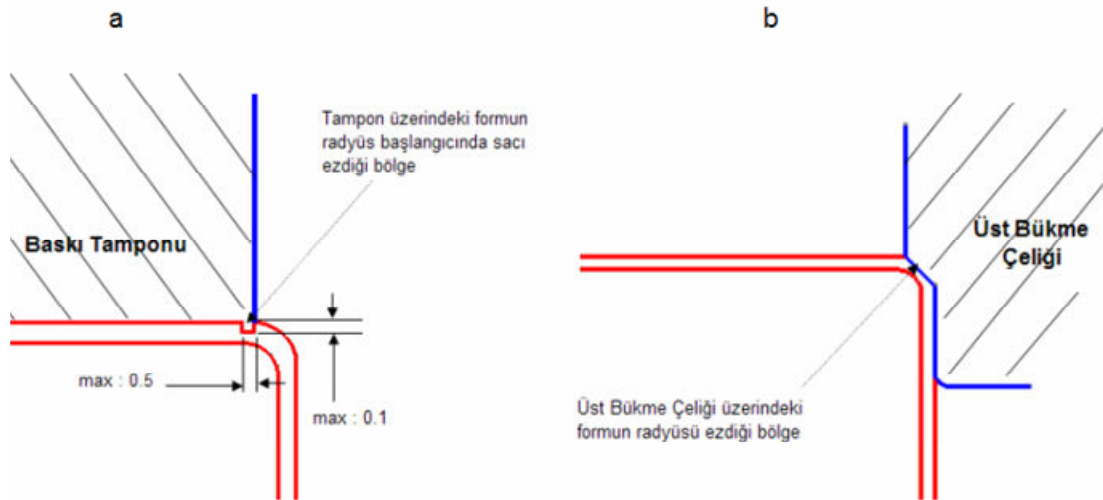 a
b
Tampon üzerindeki formun
radyüs başlangıcında sacı
ezdiği bölge
Baskı Tamponu
Üst Bükme
Çeliği
max : 0.5
max : 0.1
Üst Bükme Çeliği üzerindeki
formun radyüsü ezdiği bölge